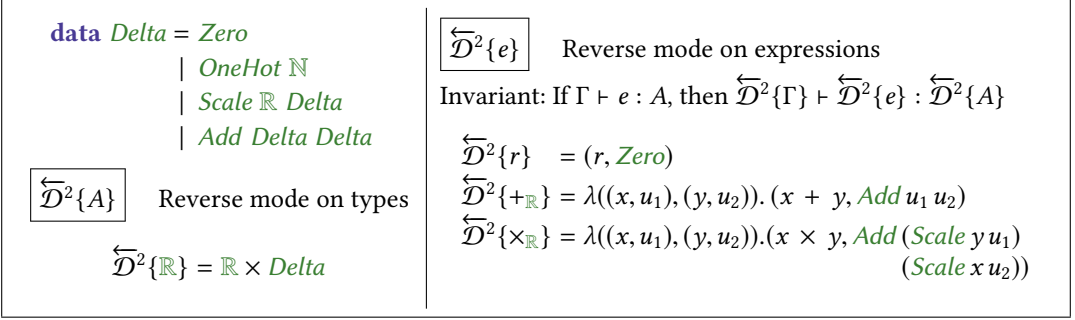 data Delta = Zero
| OneHot ℕ
| Scale ℝ Delta
| Add Delta Delta
𝒟⃖²{A} Reverse mode on types
𝒟⃖²{ℝ} = ℝ × Delta
𝒟⃖²{e} Reverse mode on expressions
Invariant: If Γ ⊢ e : A, then 𝒟⃖²{Γ} ⊢ 𝒟⃖²{e} : 𝒟⃖²{A}
𝒟⃖²{r} = (r, Zero)
𝒟⃖²{+ℝ} = λ((x, u₁), (y, u₂)). (x + y, Add u₁ u₂)
𝒟⃖²{×ℝ} = λ((x, u₁), (y, u₂)).(x × y, Add (Scale y u₁)
(Scale x u₂))